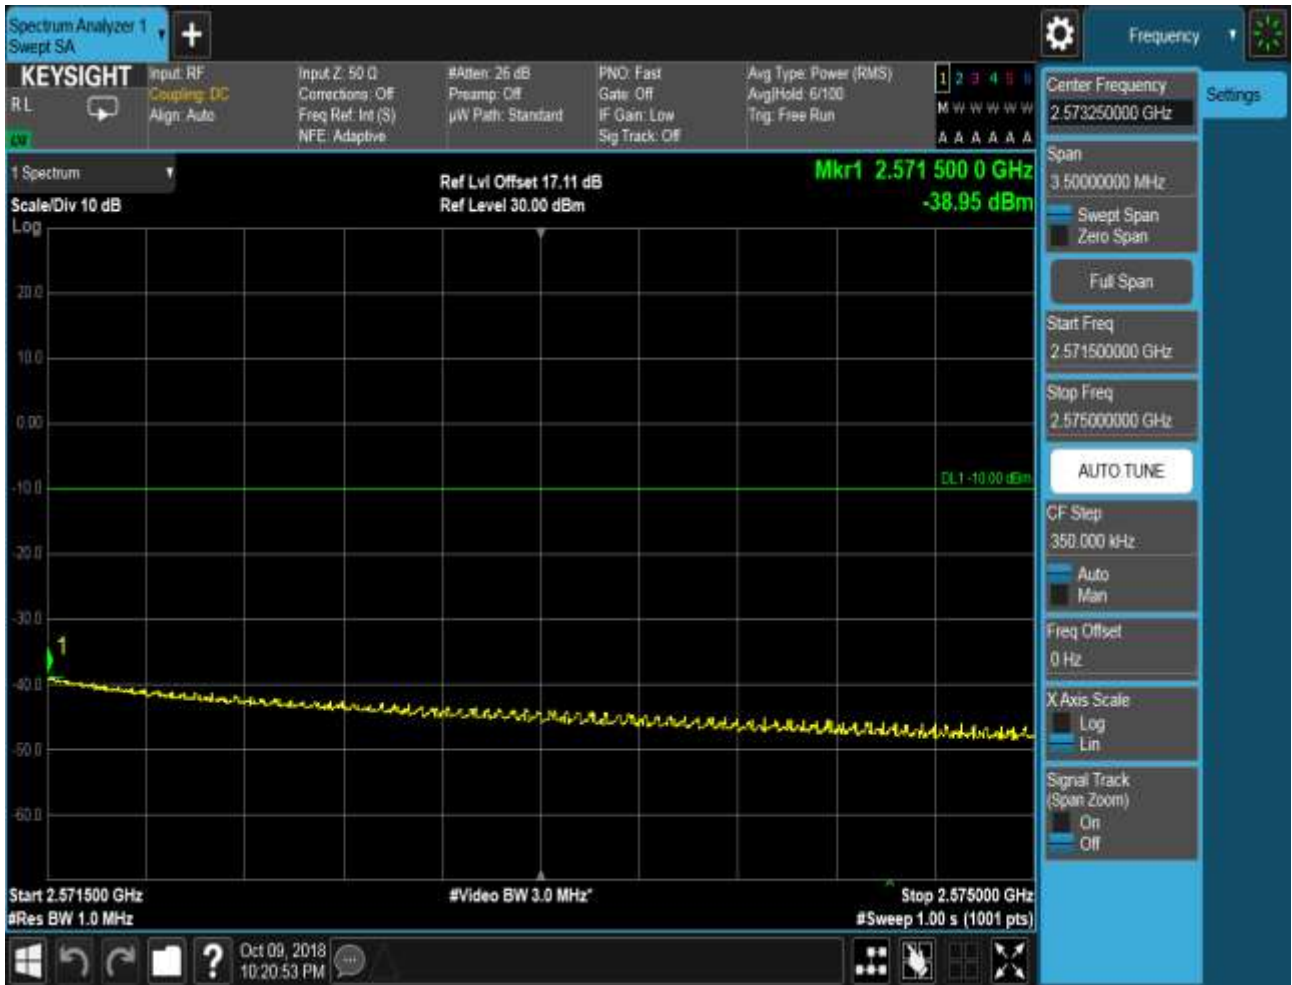 Spectrum Analyzer 1
Swept SA
+
Frequency
KEYSIGHT
RL
LXI
Input: RF
Coupling: DC
Align: Auto
Input Z: 50 Ω
Corrections: Off
Freq Ref: Int (S)
NFE: Adaptive
#Atten: 26 dB
Preamp: Off
µW Path: Standard
PNO: Fast
Gate: Off
IF Gain: Low
Sig Track: Off
Avg Type: Power (RMS)
Avg|Hold: 6/100
Trig: Free Run
1 2 3 4 5 6
M W W W W W
A A A A A A
1 Spectrum
Scale/Div 10 dB
Ref Lvl Offset 17.11 dB
Ref Level 30.00 dBm
Mkr1 2.571 500 0 GHz
-38.95 dBm
Log
20.0
10.0
0.00
-10.0
-20.0
-30.0
-40.0
-50.0
-60.0
DL1 -10.00 dBm
1
Start 2.571500 GHz
#Res BW 1.0 MHz
#Video BW 3.0 MHz*
Stop 2.575000 GHz
#Sweep 1.00 s (1001 pts)
?
Oct 09, 2018
10:20:53 PM
Center Frequency
2.573250000 GHz
Settings
Span
3.50000000 MHz
Swept Span
Zero Span
Full Span
Start Freq
2.571500000 GHz
Stop Freq
2.575000000 GHz
AUTO TUNE
CF Step
350.000 kHz
Auto
Man
Freq Offset
0 Hz
X Axis Scale
Log
Lin
Signal Track
(Span Zoom)
On
Off